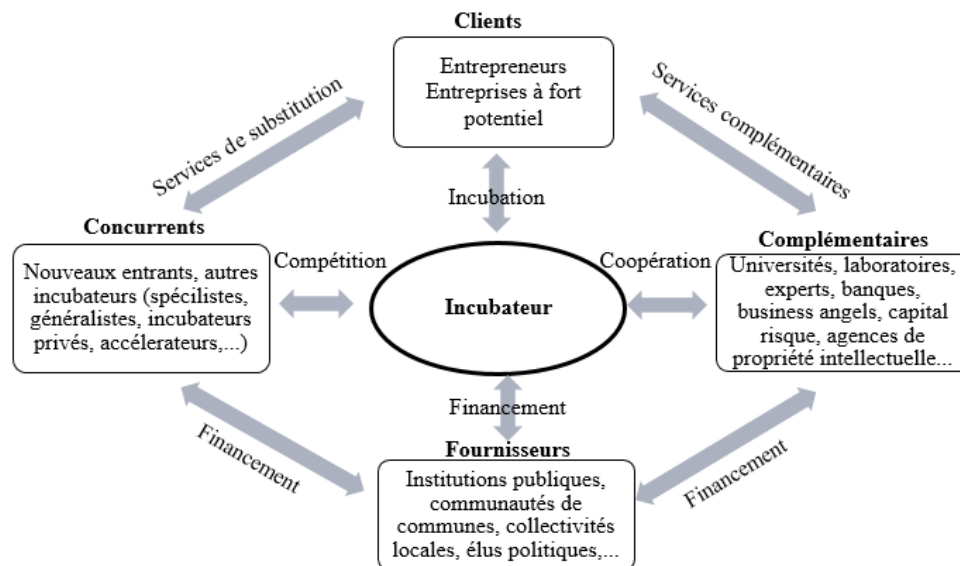 Clients
Entrepreneurs
Entreprises à fort
potentiel
Services de substitution
Services complémentaires
Incubation
Concurrents
Nouveaux entrants, autres
incubateurs (spécilistes,
généralistes, incubateurs
privés, accélerateurs,...)
Compétition
Incubateur
Coopération
Complémentaires
Universités, laboratoires,
experts, banques,
business angels, capital
risque, agences de
propriété intellectuelle...
Financement
Financement
Financement
Fournisseurs
Institutions publiques,
communautés de
communes, collectivités
locales, élus politiques,...